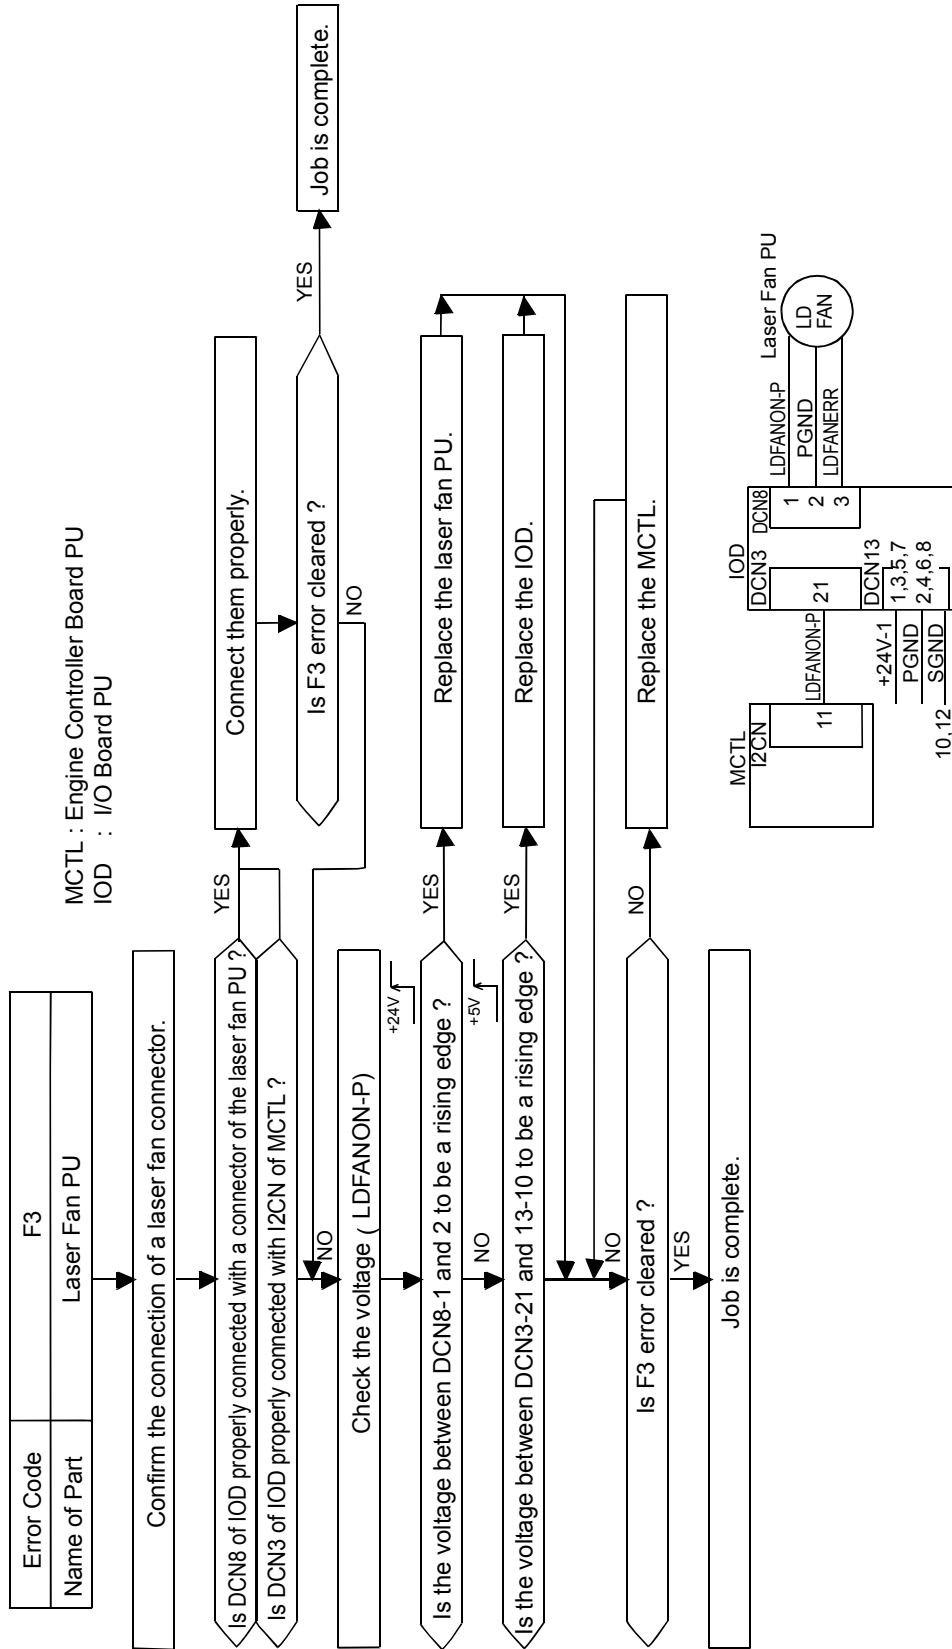 Error Code F3
Name of Part Laser Fan PU
MCTL : Engine Controller Board PU
IOD : I/O Board PU
Confirm the connection of a laser fan connector.
Is DCN8 of IOD properly connected with a connector of the laser fan PU ?
YES
Connect them properly.
Is DCN3 of IOD properly connected with I2CN of MCTL ?
Is F3 error cleared ?
YES
Job is complete.
NO
NO
Check the voltage ( LDFANON-P)
+24V
Is the voltage between DCN8-1 and 2 to be a rising edge ?
YES
Replace the laser fan PU.
NO
+5V
Is the voltage between DCN3-21 and 13-10 to be a rising edge ?
YES
Replace the IOD.
NO
Is F3 error cleared ?
NO
Replace the MCTL.
YES
Job is complete.
MCTL
I2CN
11
LDFANON-P
+24V-1
PGND
SGND
10,12
IOD
DCN3
21
DCN13
1,3,5,7
2,4,6,8
DCN8
1
2
3
LDFANON-P
PGND
LDFANERR
Laser Fan PU
LD
FAN